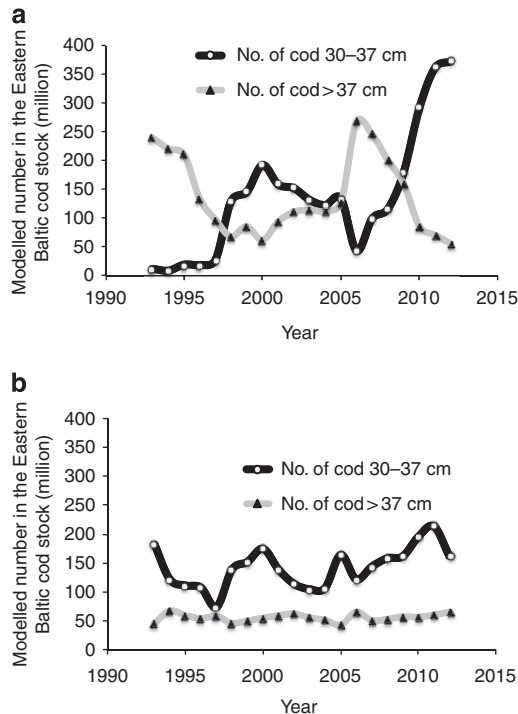 a
400
350
300
250
200
150
100
50
0
Modelled number in the Eastern
Baltic cod stock (million)
No. of cod 30–37 cm
No. of cod>37 cm
1990 1995 2000 2005 2010 2015
Year
b
400
350
300
250
200
150
100
50
0
Modelled number in the Eastern
Baltic cod stock (million)
No. of cod 30–37 cm
No. of cod>37 cm
1990 1995 2000 2005 2010 2015
Year